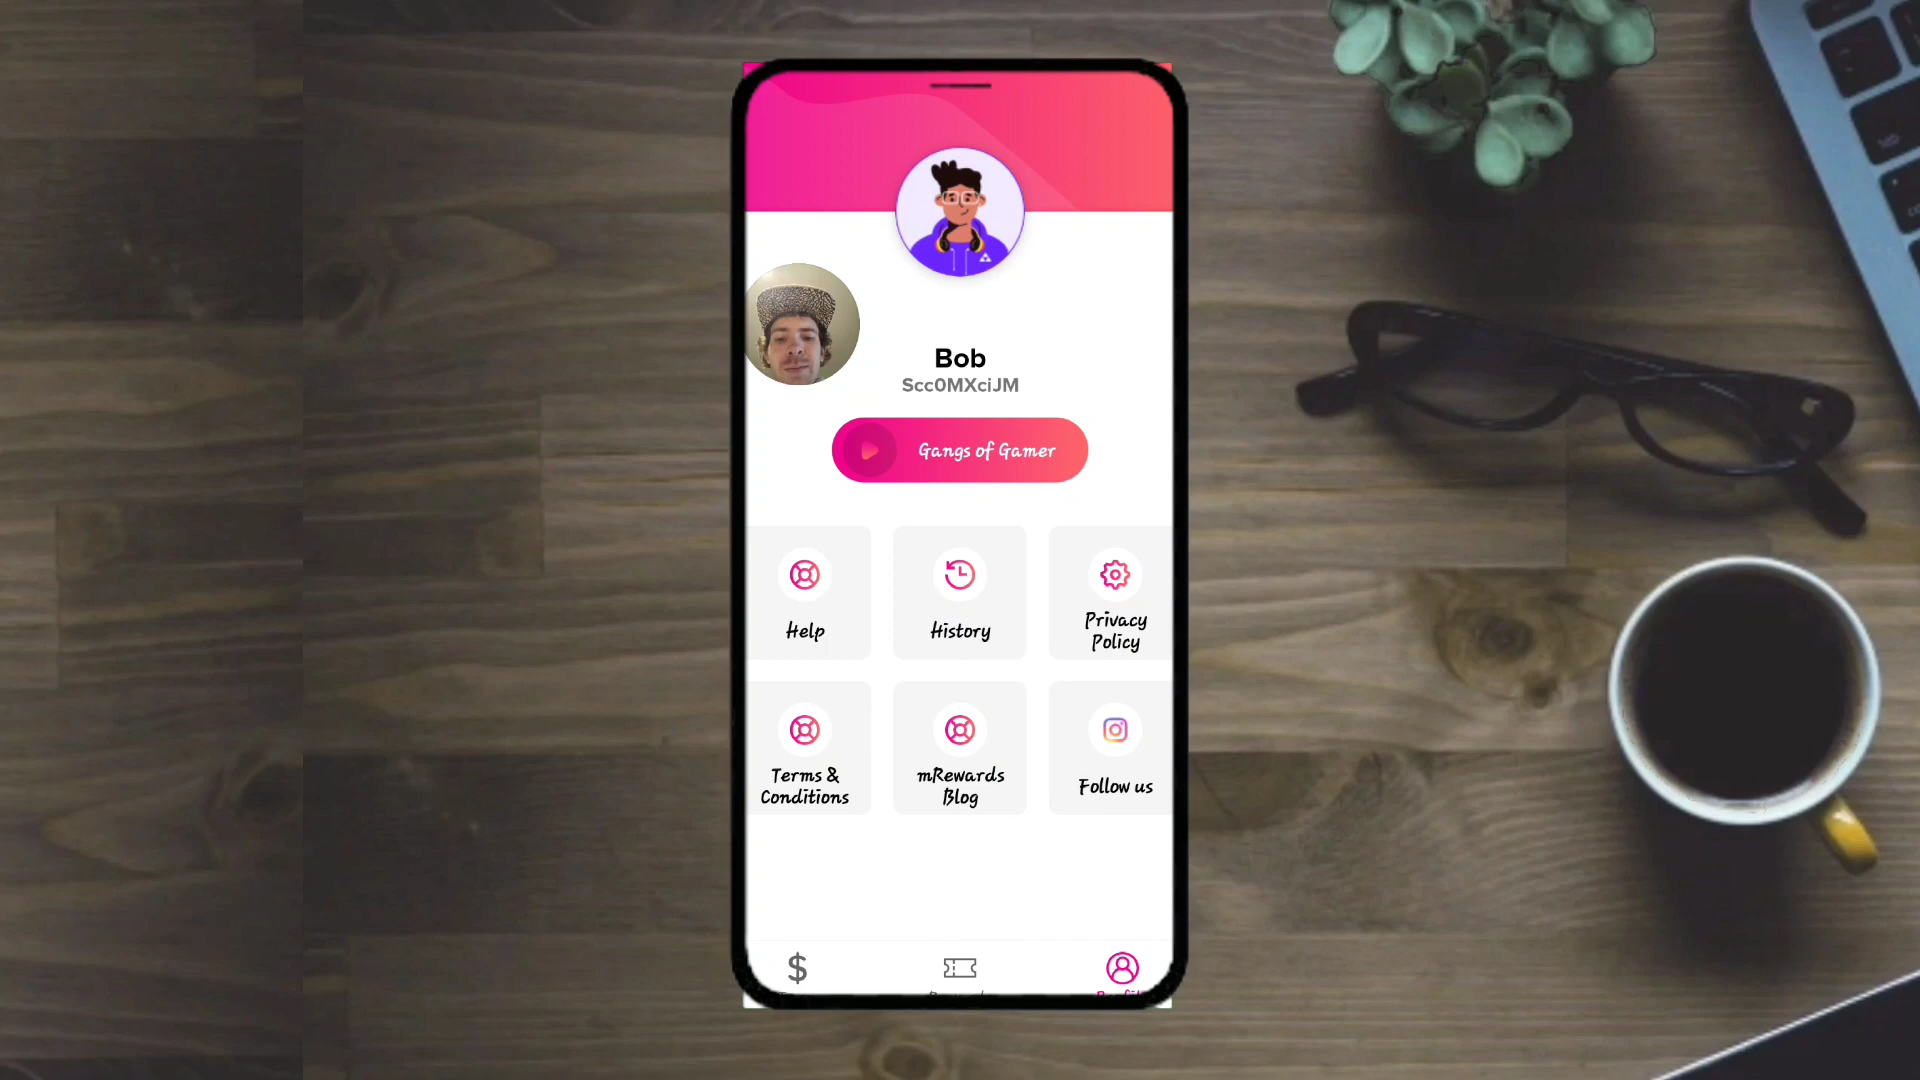 Bob
Scc0MXciJM
Gangs of Gamer
Help
History
Privacy
Policy
Terms &
Conditions
mRewards
Blog
Follow us